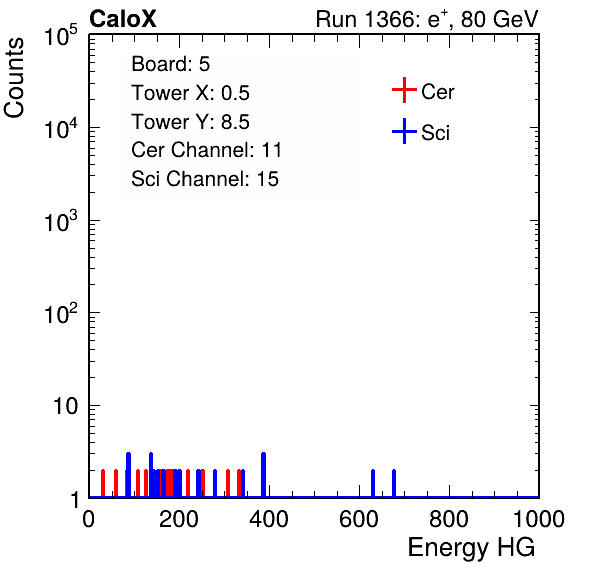 CaloX Run 1366: e⁺, 80 GeV
Counts
10⁵
10⁴
10³
10²
10
1
Board: 5
Tower X: 0.5
Tower Y: 8.5
Cer Channel: 11
Sci Channel: 15
Cer
Sci
0 200 400 600 800 1000
Energy HG